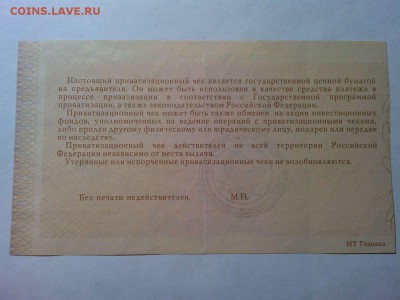 COINS.LAVE.RU
Настоящий приватизационный чек является государственной ценной бумагой
на предъявителя. Он может быть использован в качестве средства платежа в
процессе приватизации в соответствии с Государственной программой
приватизации, а также законодательством Российской Федерации.
Приватизационный чек может быть также обменен на акции инвестиционных
фондов, уполномоченных на ведение операций с приватизационными чеками,
либо продан другому физическому или юридическому лицу, подарен или передан
по наследству.
Приватизационный чек действителен на всей территории Российской
Федерации независимо от места выдачи.
Утерянные или испорченные приватизационные чеки не возобновляются.
Без печати недействителен. М.П.
МТ Гознака